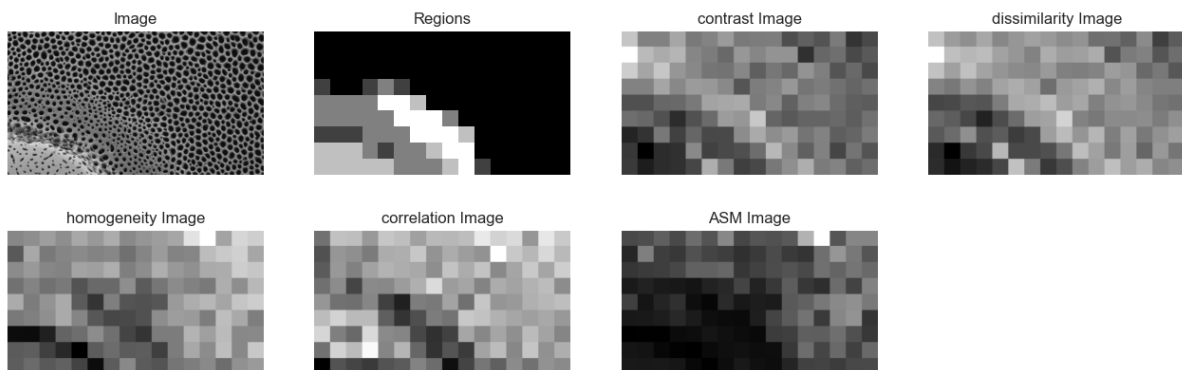 Image
Regions
contrast Image
dissimilarity Image
homogeneity Image
correlation Image
ASM Image